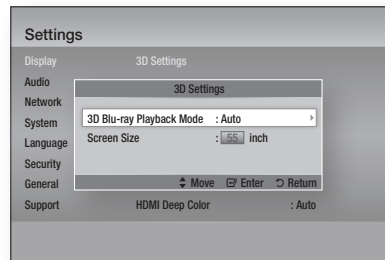 Settings
Display 3D Settings
Audio
3D Settings
Network
System
3D Blu-ray Playback Mode : Auto
Language
Screen Size : 55 inch
Security
General
Move Enter Return
Support HDMI Deep Color : Auto